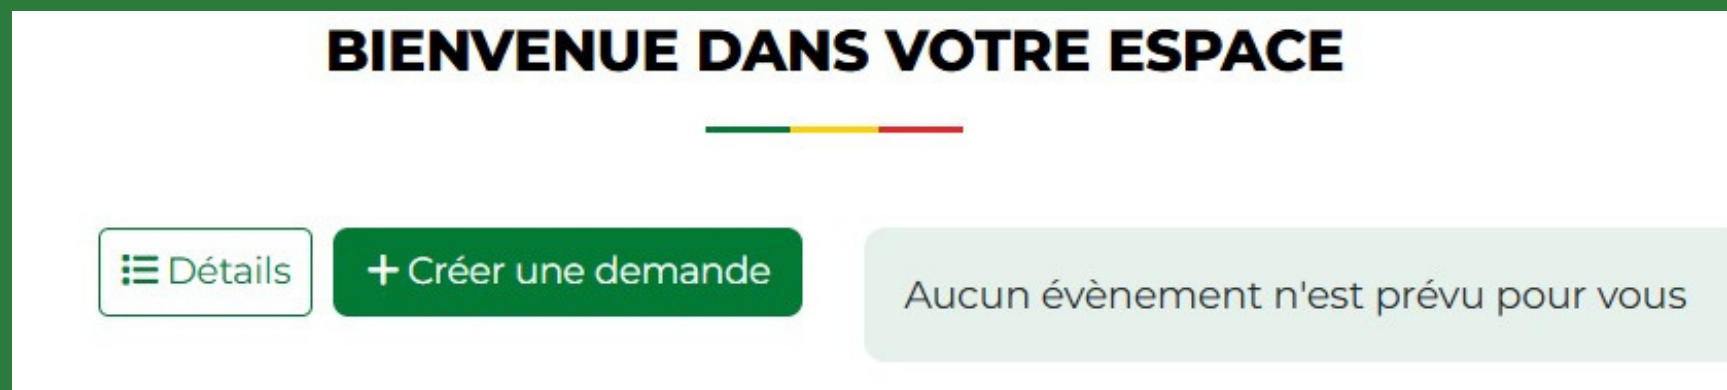 BIENVENUE DANS VOTRE ESPACE
Détails
+ Créer une demande
Aucun évènement n'est prévu pour vous